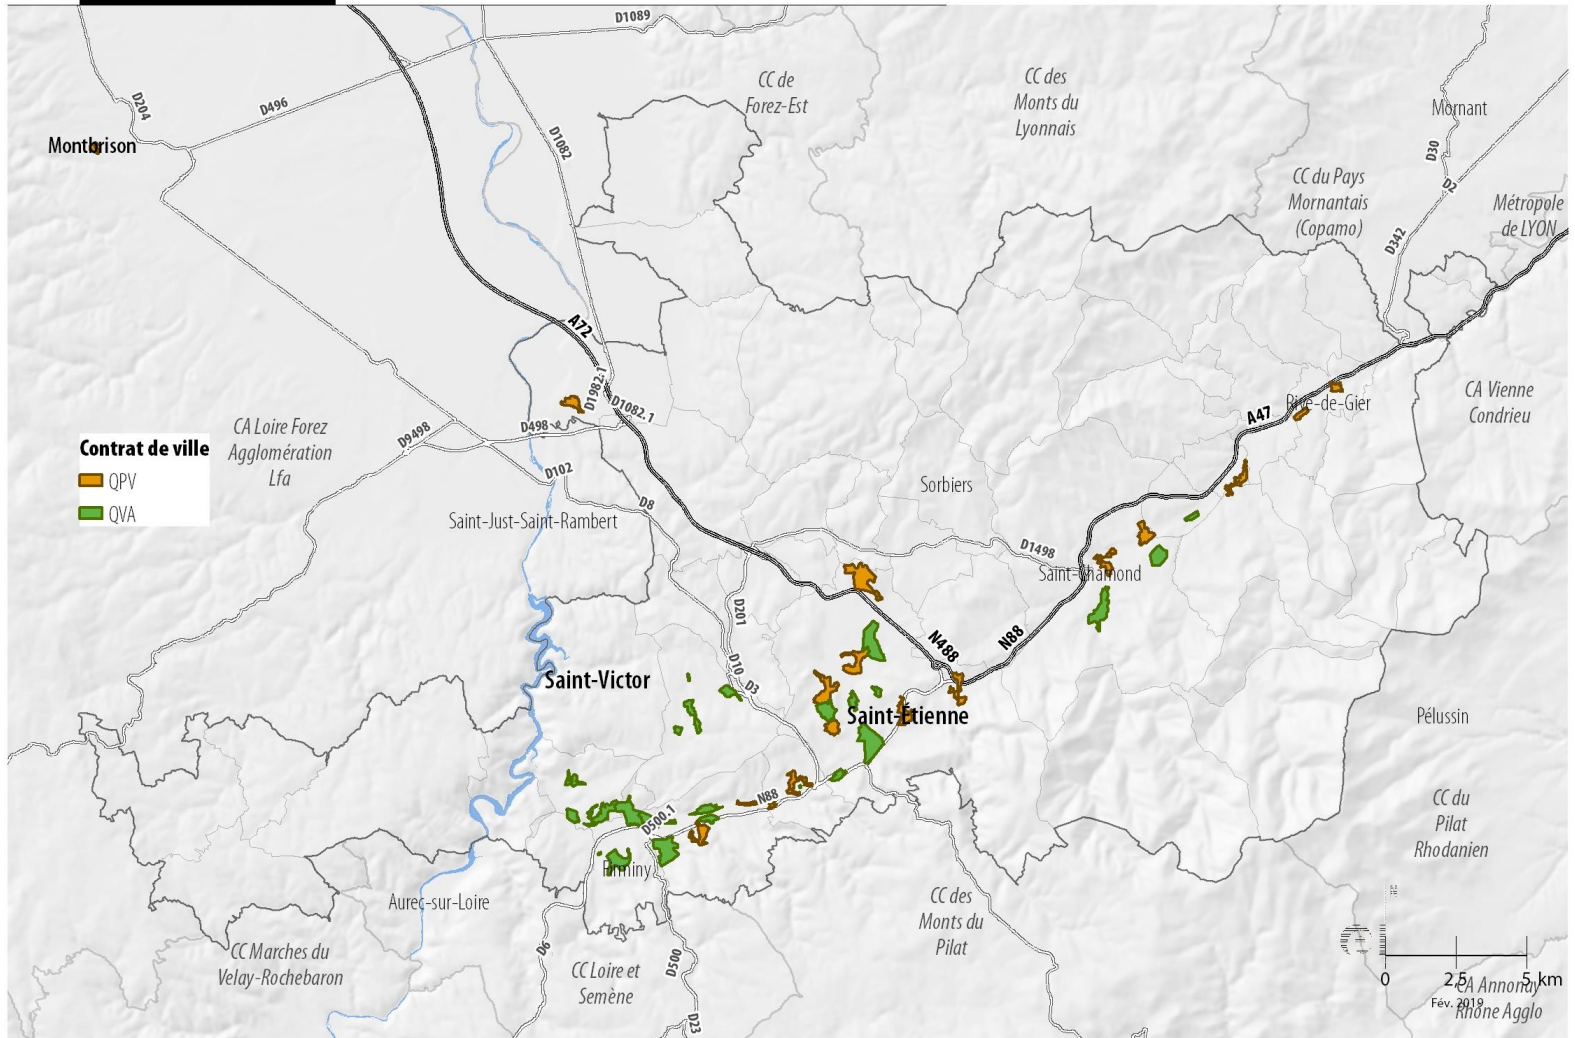 D1089
CC de
Forez-Est
CC des
Monts du
Lyonnais
D204
D496
D1082
Montbrison
Mornant
D30
D2
CC du Pays
Mornantais
(Copamo)
Métropole
de LYON
D342
A72
D1982.1
D1082.1
D498
D9498
D102
D8
CA Loire Forez
Agglomération
Lfa
Contrat de ville
QPV
QVA
Saint-Just-Saint-Rambert
Sorbiers
D1498
A47
Rive-de-Gier
CA Vienne
Condrieu
Saint-Chamond
D201
N488
N88
D10
D3
Saint-Victor
Saint-Étienne
Pélussin
N88
D500.1
Firminy
CC du
Pilat
Rhodanien
Aurec-sur-Loire
CC des
Monts du
Pilat
CC Marches du
Velay-Rochebaron
D6
CC Loire et
Semène
D500
D23
0 2,5 5 km
Fév. 2019
CA Annonay
Rhône Agglo